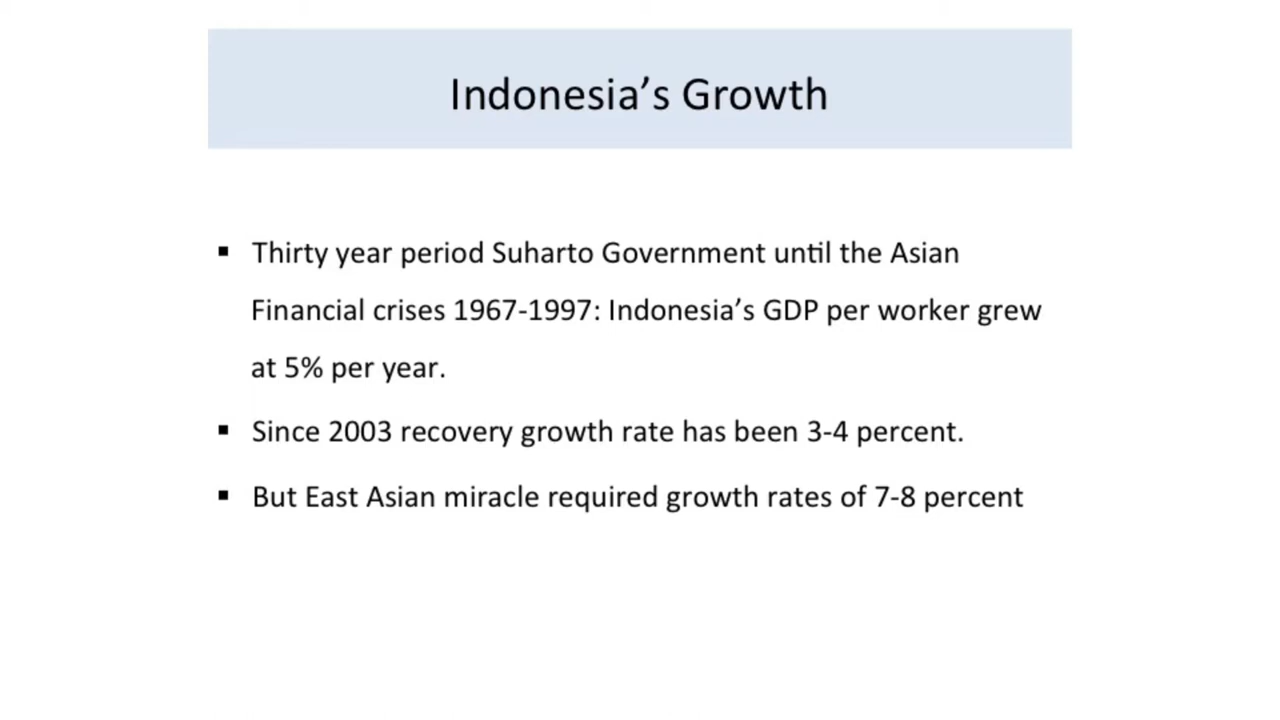 Indonesia’s Growth
▪ Thirty year period Suharto Government until the Asian
Financial crises 1967-1997: Indonesia’s GDP per worker grew
at 5% per year.
▪ Since 2003 recovery growth rate has been 3-4 percent.
▪ But East Asian miracle required growth rates of 7-8 percent